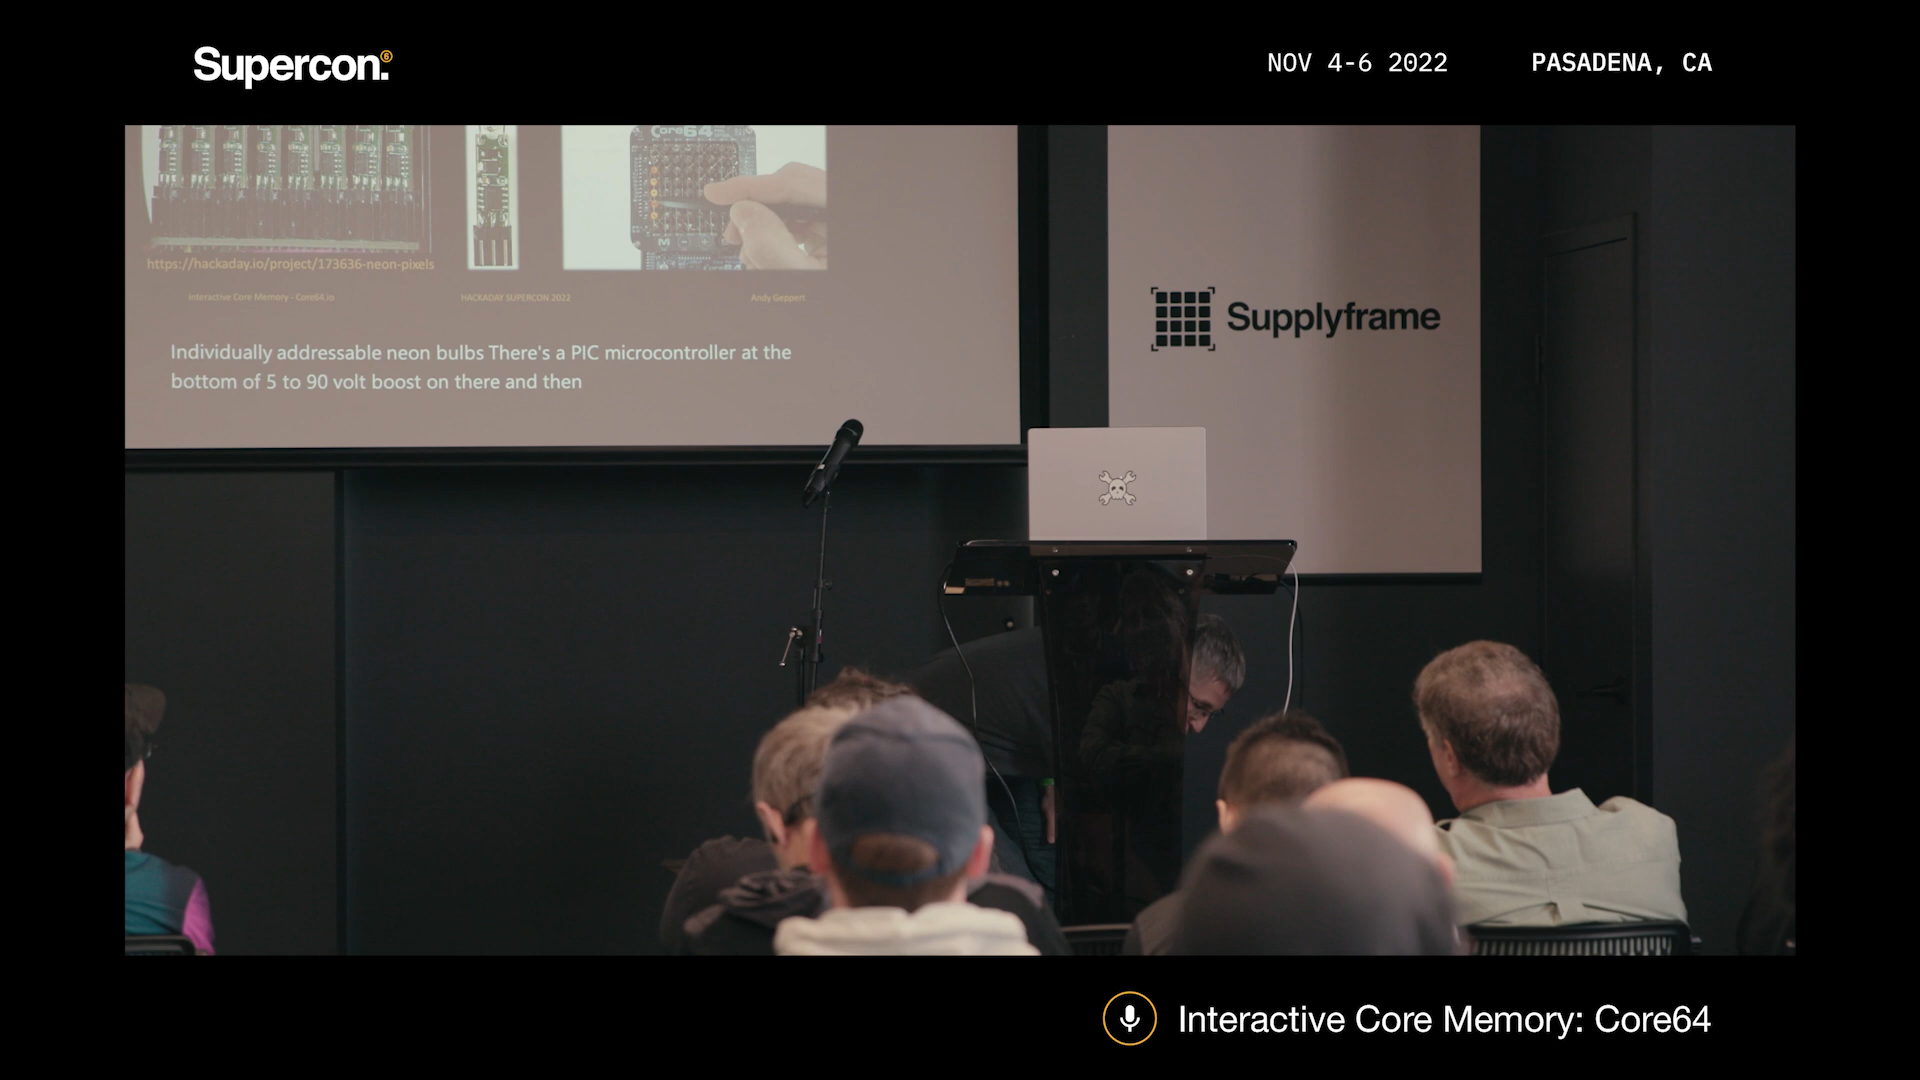 Supercon.6
NOV 4-6 2022
PASADENA, CA
Core64
M - +
https://hackaday.io/project/173636-neon-pixels
Interactive Core Memory - Core64.io
HACKADAY SUPERCON 2022
Andy Geppert
Individually addressable neon bulbs There's a PIC microcontroller at the
bottom of 5 to 90 volt boost on there and then
Supplyframe
Interactive Core Memory: Core64